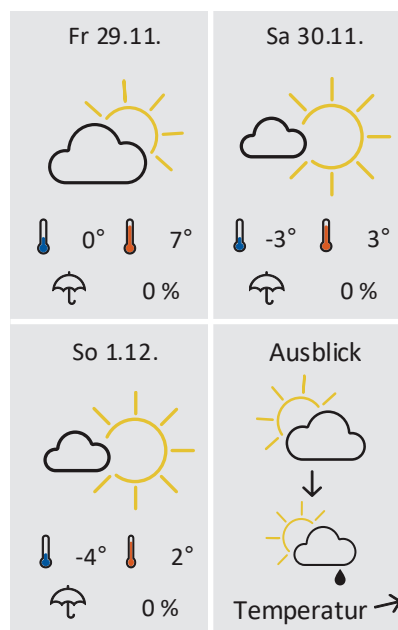 Fr 29.11.
0° 7°
0 %
Sa 30.11.
-3° 3°
0 %
So 1.12.
-4° 2°
0 %
Ausblick
Temperatur